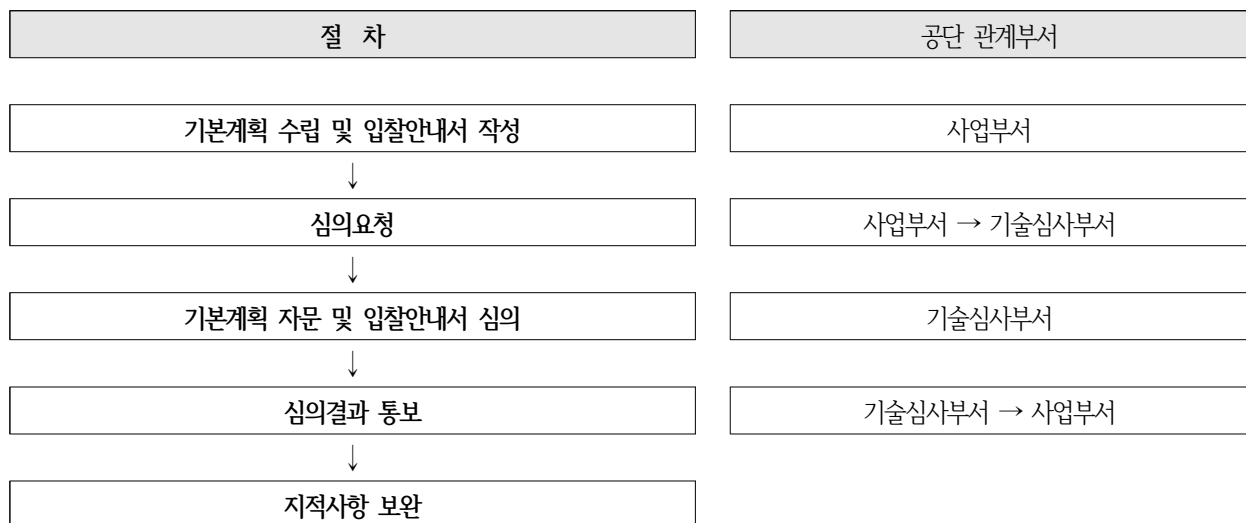 절 차 공단 관계부서
기본계획 수립 및 입찰안내서 작성 사업부서
↓
심의요청 사업부서 → 기술심사부서
↓
기본계획 자문 및 입찰안내서 심의 기술심사부서
↓
심의결과 통보 기술심사부서 → 사업부서
↓
지적사항 보완